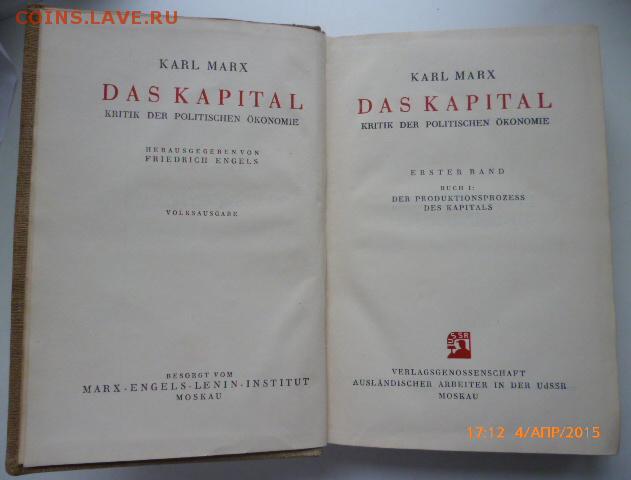 COINS.LAVE.RU
KARL MARX
DAS KAPITAL
KRITIK DER POLITISCHEN ÖKONOMIE
HERAUSGEGEBEN VON
FRIEDRICH ENGELS
VOLKSAUSGABE
BESORGT VOM
MARX-ENGELS-LENIN-INSTITUT
MOSKAU
KARL MARX
DAS KAPITAL
KRITIK DER POLITISCHEN ÖKONOMIE
ERSTER BAND
BUCH I:
DER PRODUKTIONSPROZESS
DES KAPITALS
VERLAGSGENOSSENSCHAFT
AUSLÄNDISCHER ARBEITER IN DER UdSSR
MOSKAU
17:12 4/АПР/2015